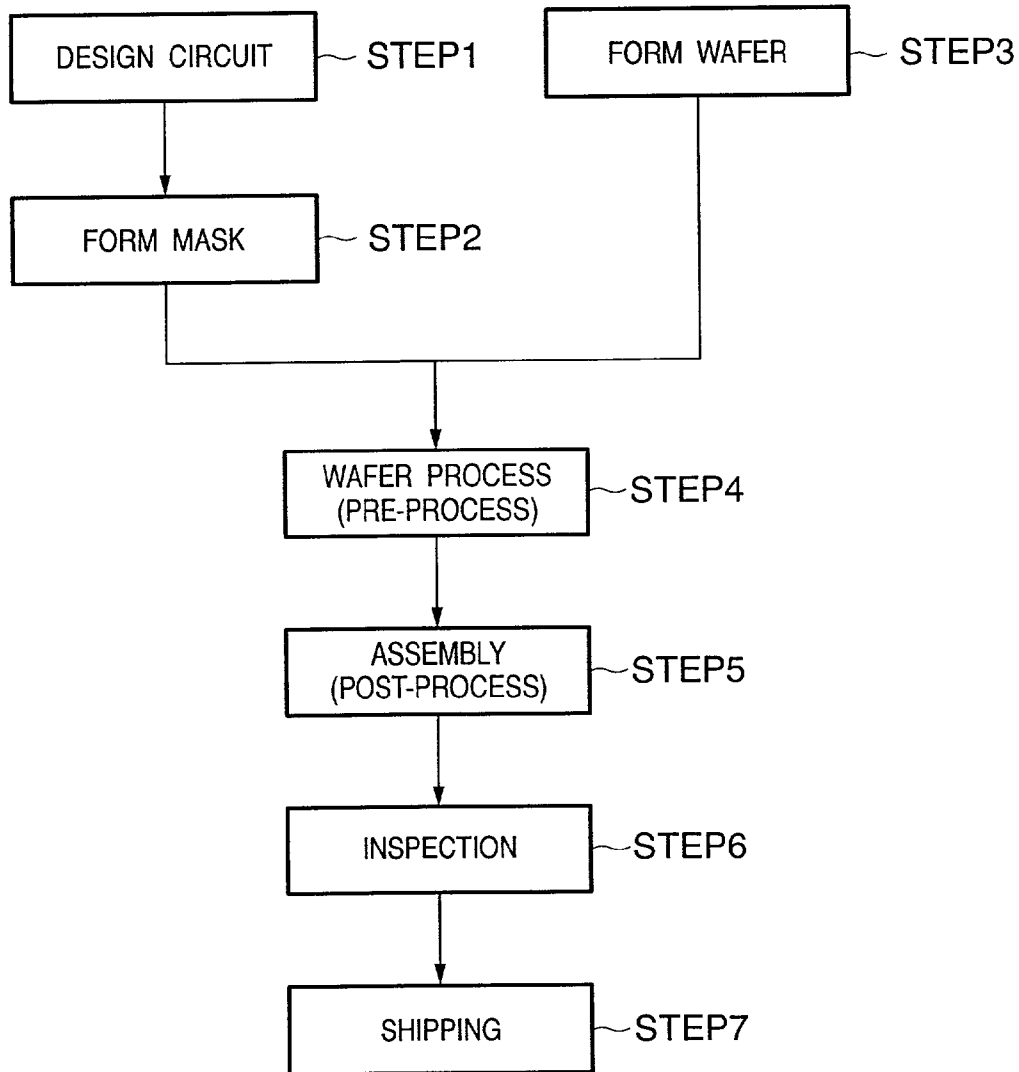 DESIGN CIRCUIT
STEP1
FORM WAFER
STEP3
FORM MASK
STEP2
WAFER PROCESS
(PRE-PROCESS)
STEP4
ASSEMBLY
(POST-PROCESS)
STEP5
INSPECTION
STEP6
SHIPPING
STEP7